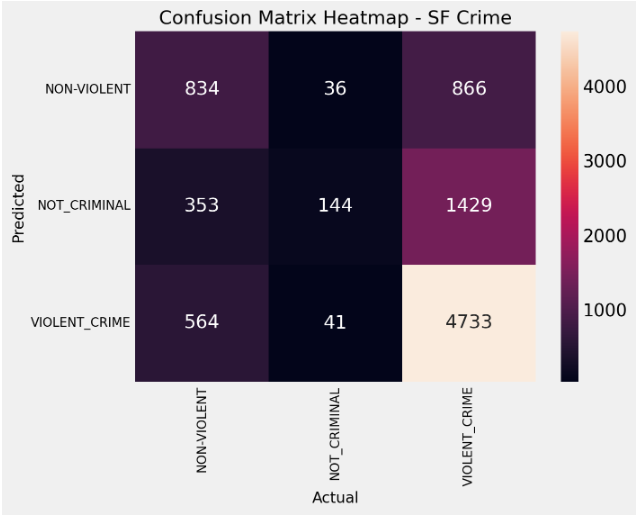 Confusion Matrix Heatmap - SF Crime
NON-VIOLENT 834 36 866
NOT_CRIMINAL 353 144 1429
VIOLENT_CRIME 564 41 4733
Predicted
4000
3000
2000
1000
NON-VIOLENT
NOT_CRIMINAL
VIOLENT_CRIME
Actual